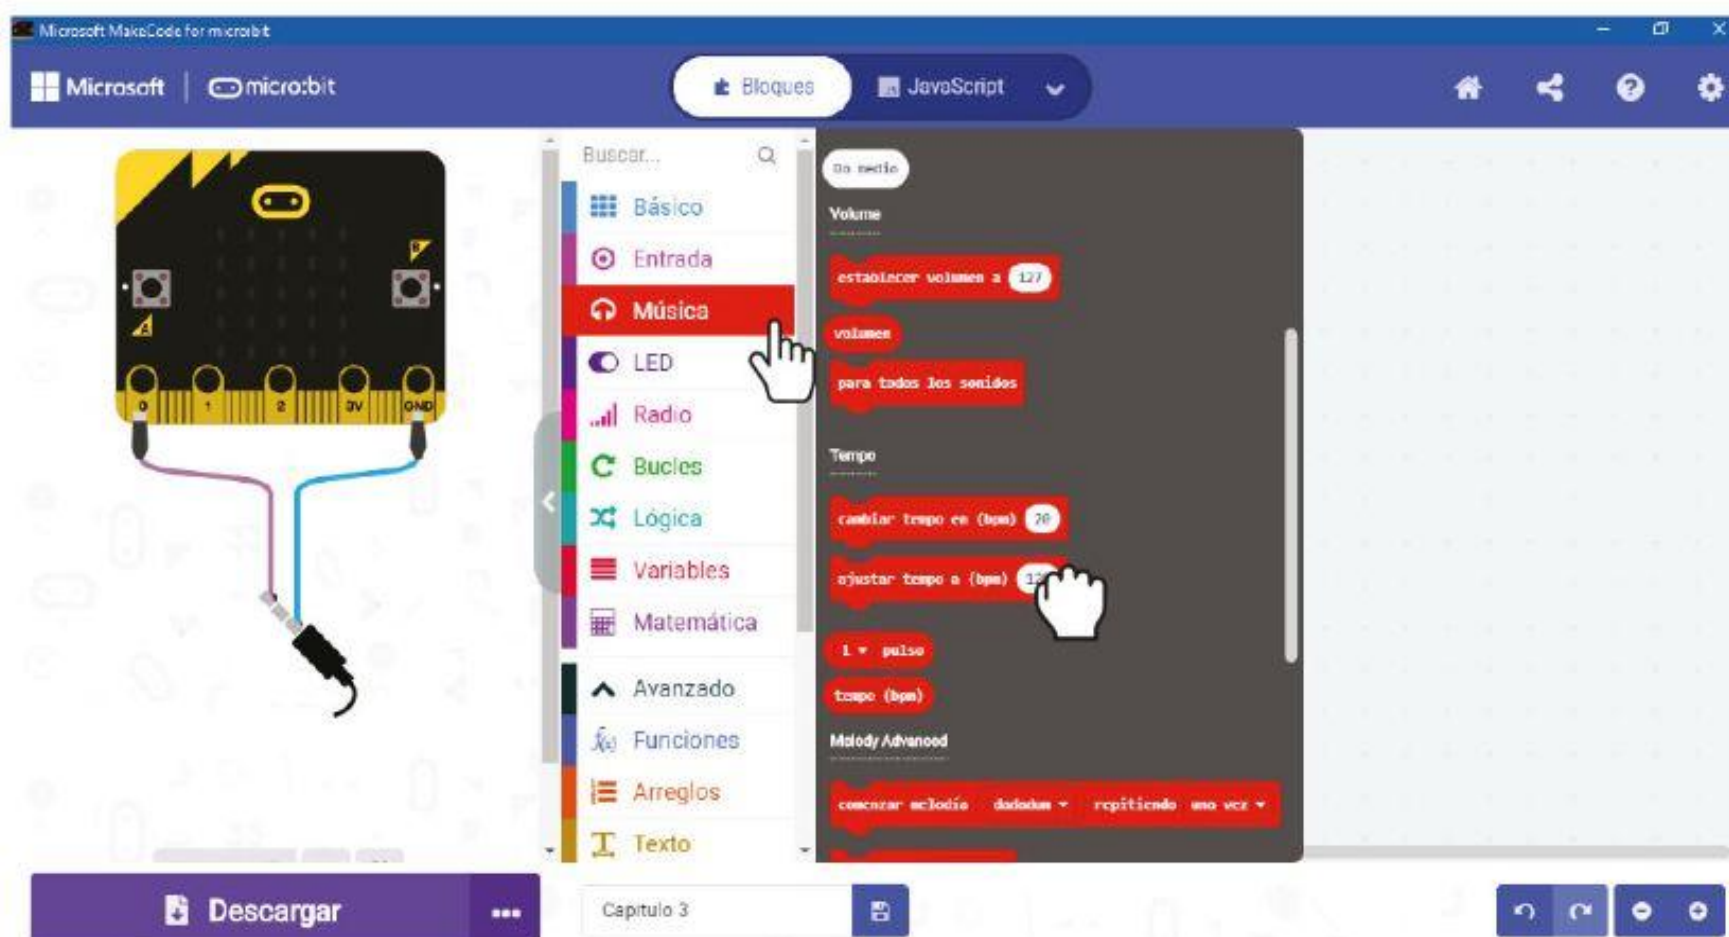 Microsoft MakeCode for micro:bit
Microsoft
micro:bit
Bloques
JavaScript
B
A
0
1
2
3V
GND
Buscar...
Básico
Entrada
Música
LED
Radio
Bucles
Lógica
Variables
Matemática
Avanzado
Funciones
Arreglos
Texto
Do medio
Volume
establecer volumen a 127
volumen
para todos los sonidos
Tempo
cambiar tempo en (bpm) 20
ajustar tempo a (bpm)
1 pulso
tempo (bpm)
Melody Advanced
comenzar melodía dadadum repitiendo una vez
Descargar
Capitulo 3